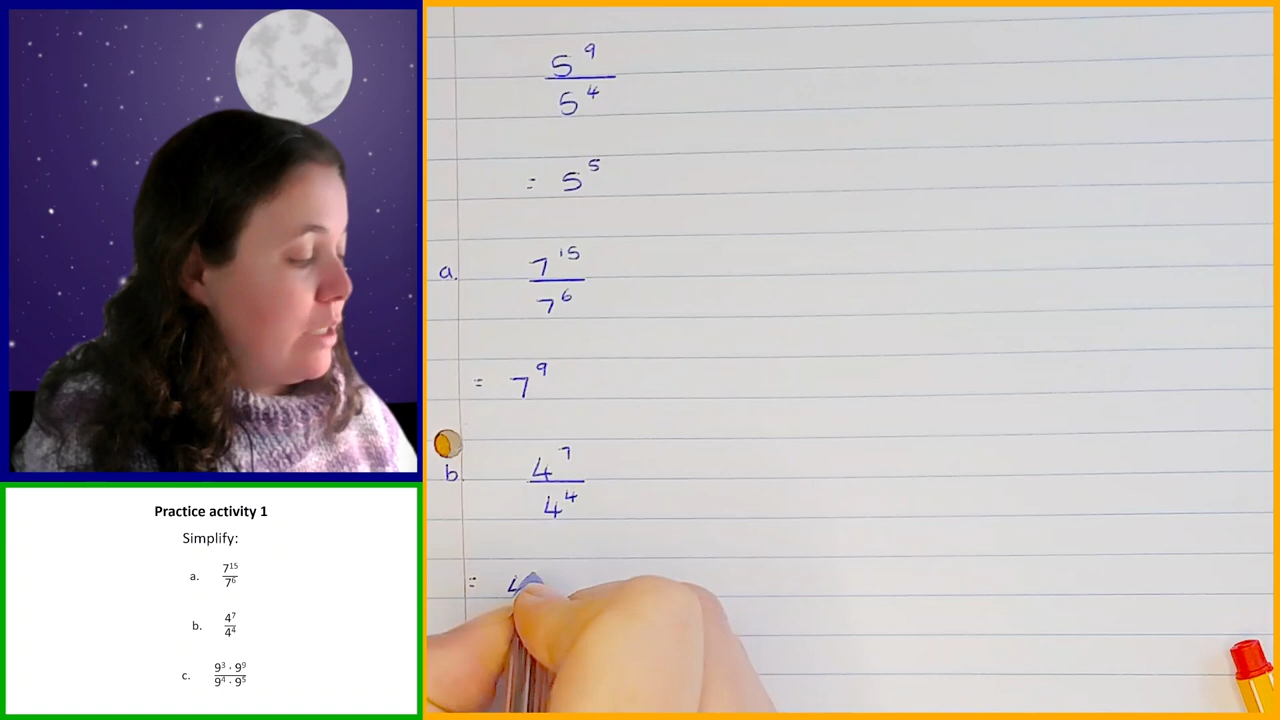 5⁹
5⁴
= 5⁵
a. 7¹⁵
7⁶
= 7⁹
b. 4⁷
4⁴
= 4
Practice activity 1
Simplify:
a. 7¹⁵
7⁶
b. 4⁷
4⁴
c. 9³ · 9⁹
9⁴ · 9⁵